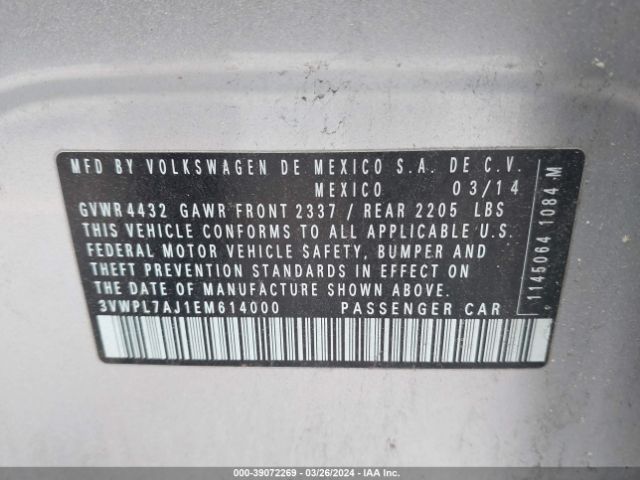 MFD BY VOLKSWAGEN DE MEXICO S.A. DE C.V.
MEXICO 03/14
GVWR 4432 GAWR FRONT 2337 / REAR 2205 LBS
THIS VEHICLE CONFORMS TO ALL APPLICABLE U.S.
FEDERAL MOTOR VEHICLE SAFETY, BUMPER AND
THEFT PREVENTION STANDARDS IN EFFECT ON
THE DATE OF MANUFACTURE SHOWN ABOVE.
3VWPL7AJ1EM614000 PASSENGER CAR
1145064 1084 M
000-39072269 | 03/26/2024 | COPYRIGHT IAA